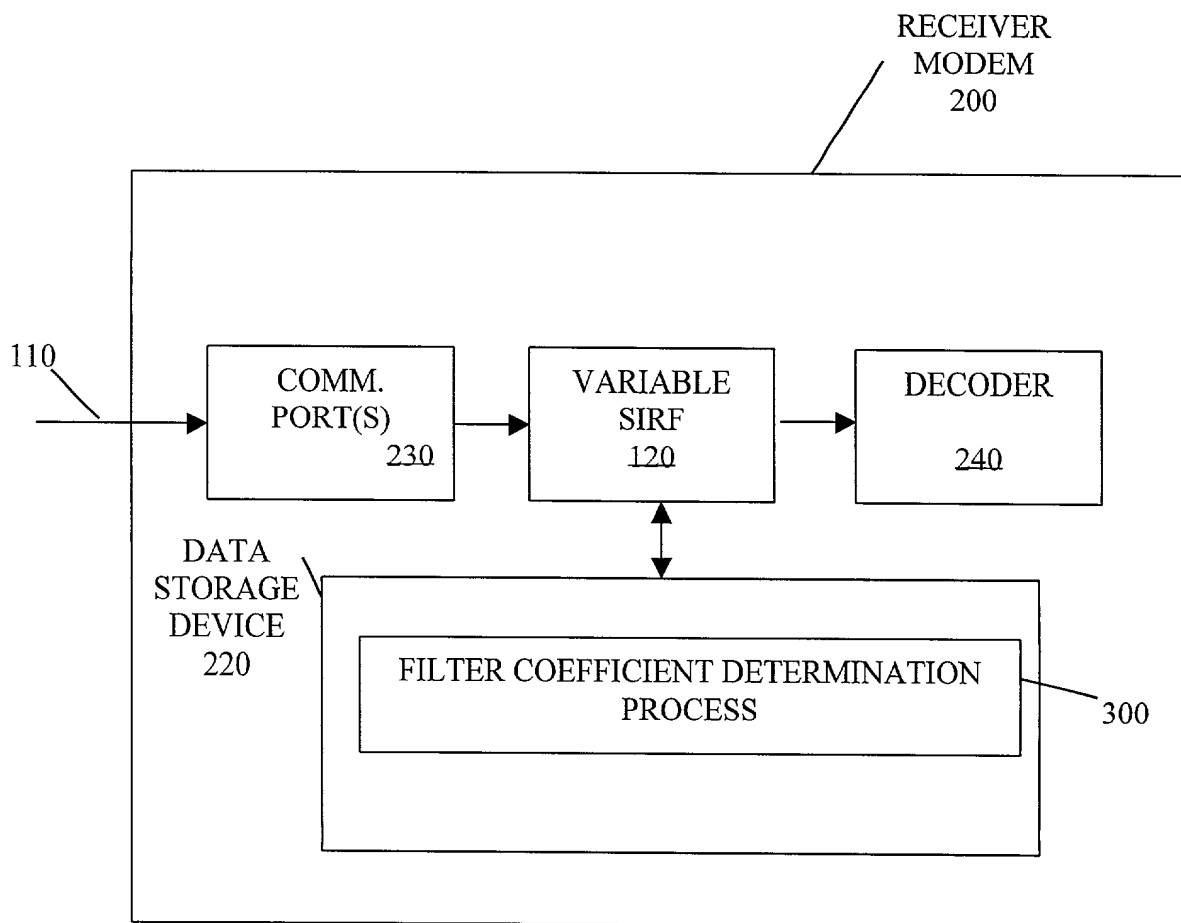 RECEIVER
MODEM
200
110
COMM.
PORT(S)
230
VARIABLE
SIRF
120
DECODER
240
DATA
STORAGE
DEVICE
220
FILTER COEFFICIENT DETERMINATION
PROCESS
300